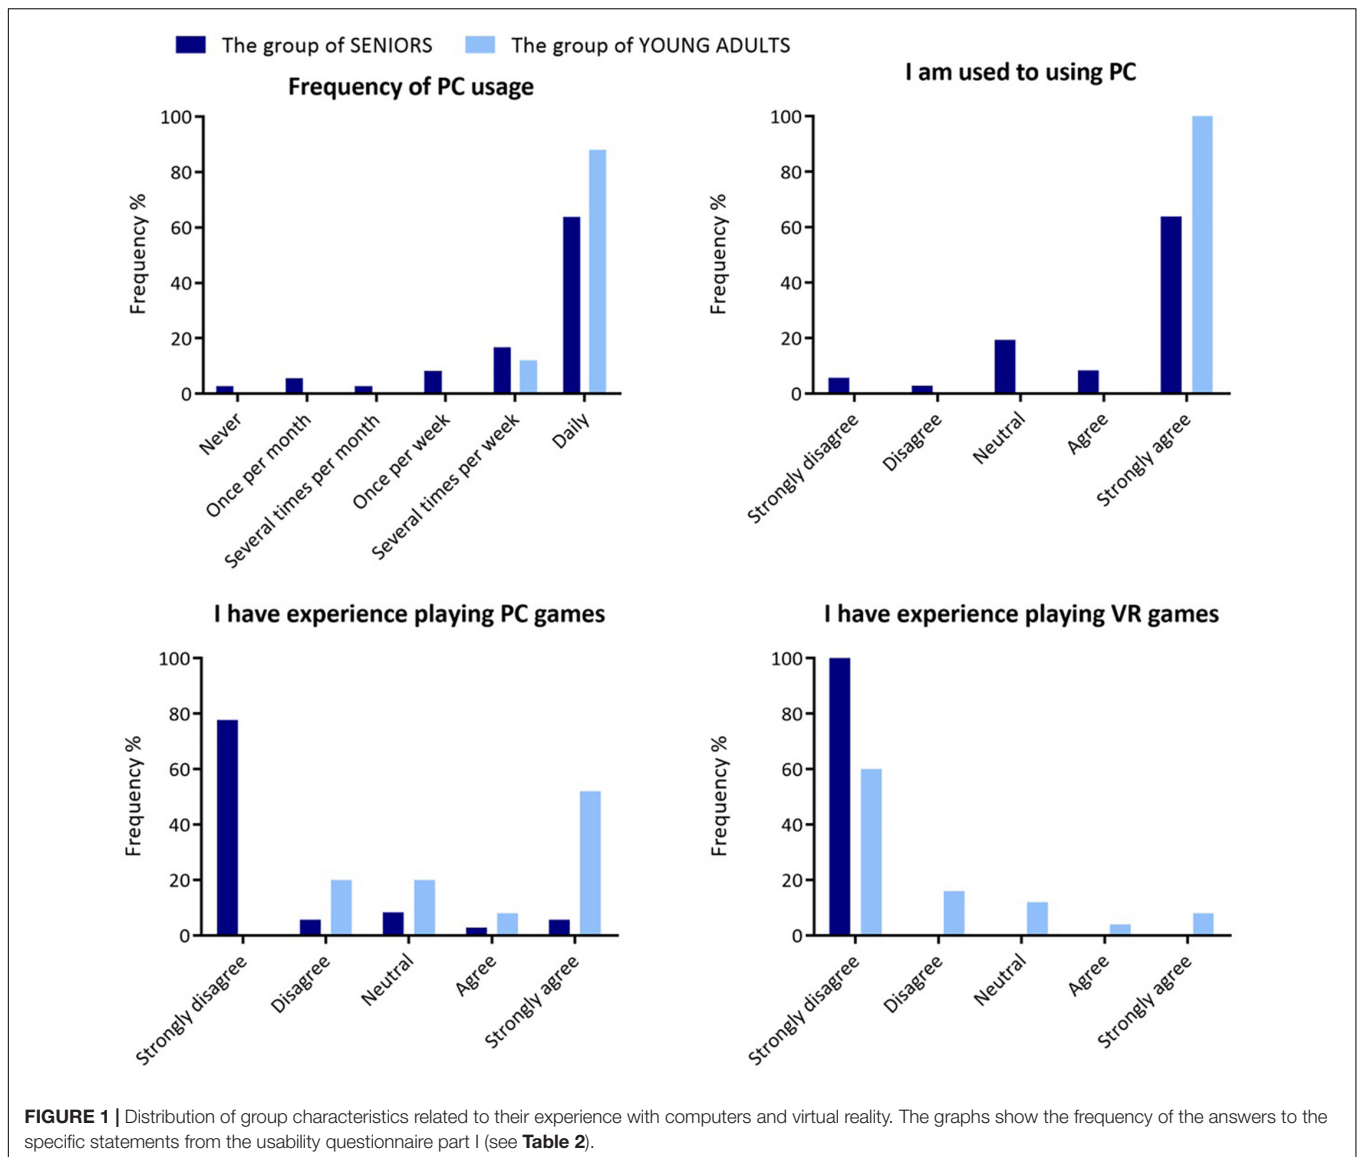 The group of SENIORS
The group of YOUNG ADULTS
Frequency of PC usage
Frequency %
100
80
60
40
20
0
Never
Once per month
Several times per month
Once per week
Several times per week
Daily
I am used to using PC
Frequency %
100
80
60
40
20
0
Strongly disagree
Disagree
Neutral
Agree
Strongly agree
I have experience playing PC games
Frequency %
100
80
60
40
20
0
Strongly disagree
Disagree
Neutral
Agree
Strongly agree
I have experience playing VR games
Frequency %
100
80
60
40
20
0
Strongly disagree
Disagree
Neutral
Agree
Strongly agree
FIGURE 1 | Distribution of group characteristics related to their experience with computers and virtual reality. The graphs show the frequency of the answers to the
specific statements from the usability questionnaire part I (see Table 2).